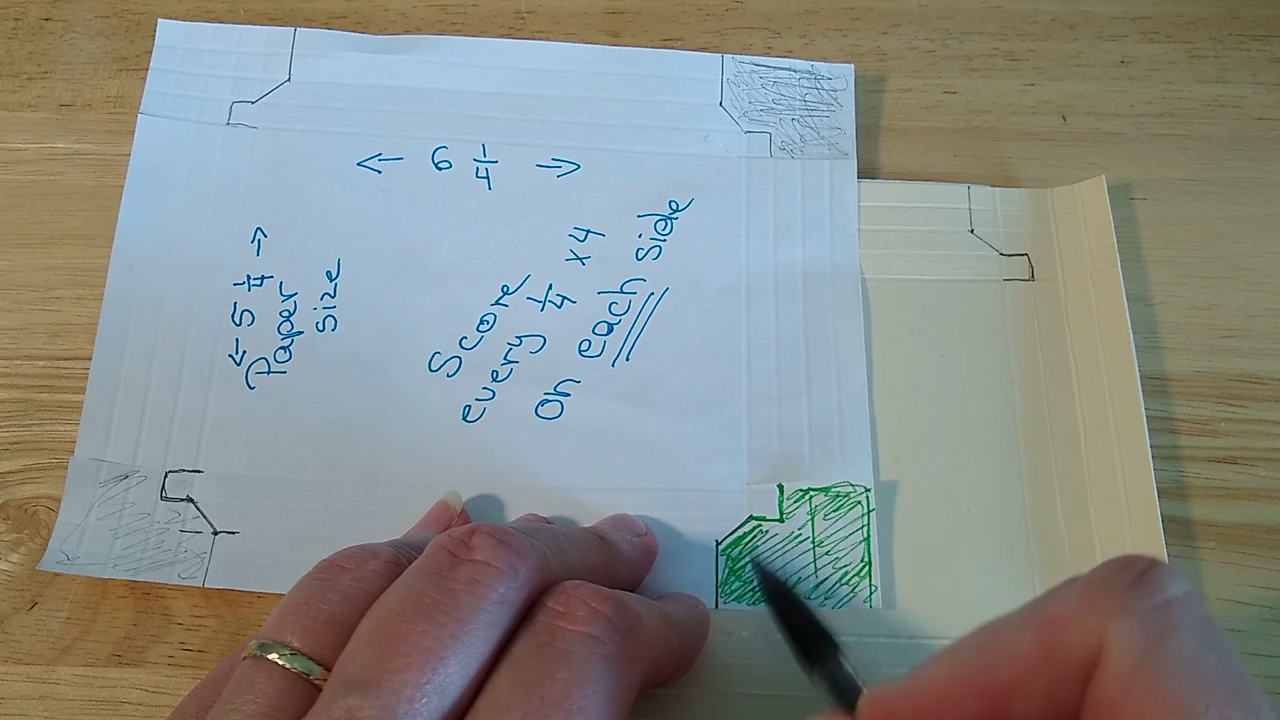 ← 6 1/4 →
← 5 1/4 →
Paper
size
Score
every 1/4 x4
on each side